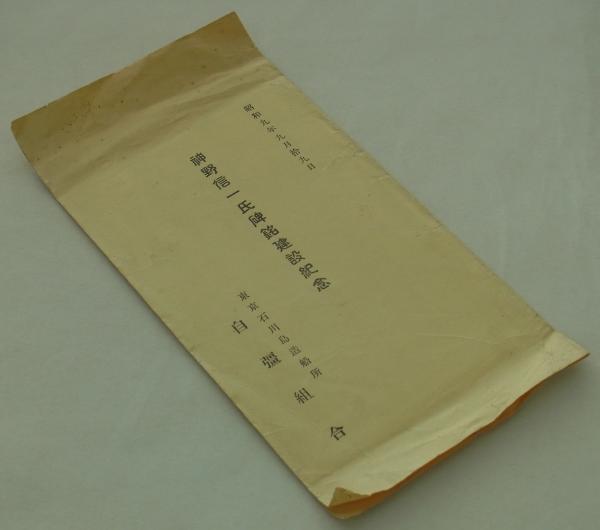 昭和九年九月拾九日
神野信一氏碑銘建設紀念
東京石川島造船所
自彊組合